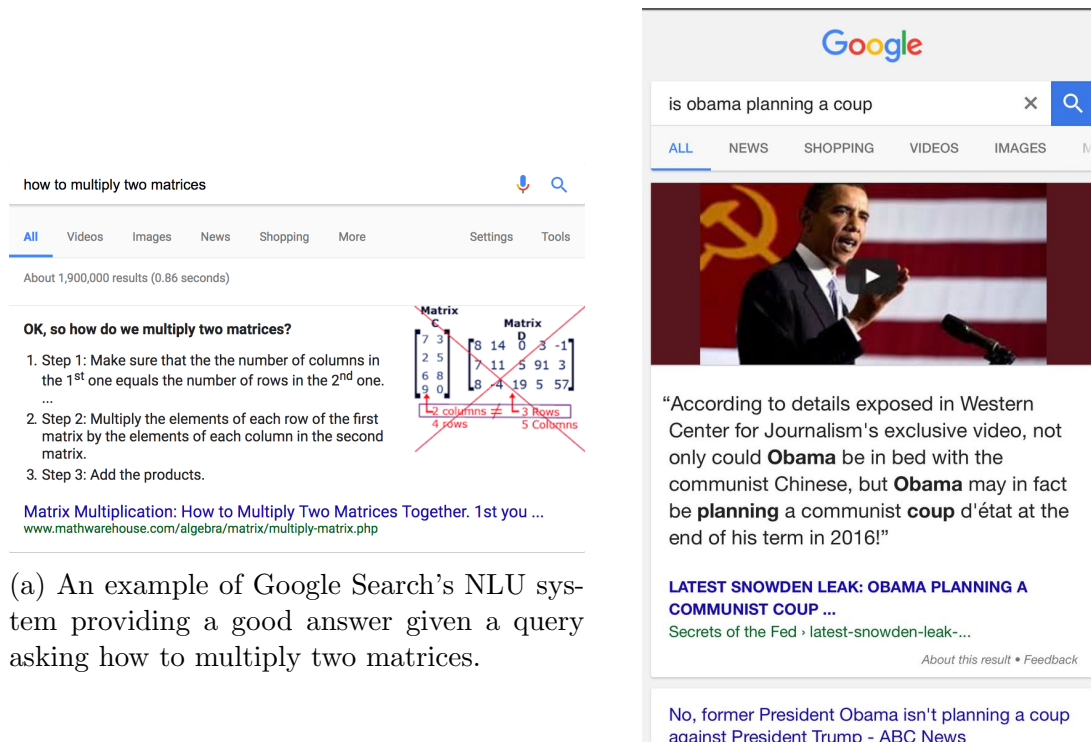 how to multiply two matrices
All Videos Images News Shopping More Settings Tools
About 1,900,000 results (0.86 seconds)
OK, so how do we multiply two matrices?
1. Step 1: Make sure that the the number of columns in
the 1st one equals the number of rows in the 2nd one.
...
2. Step 2: Multiply the elements of each row of the first
matrix by the elements of each column in the second
matrix.
3. Step 3: Add the products.
Matrix
C
7 3
2 5
6 8
9 0
Matrix
D
8 14 0 3 -1
7 11 5 91 3
8 -4 19 5 57
2 columns ≠ 3 Rows
4 rows 5 Columns
Matrix Multiplication: How to Multiply Two Matrices Together. 1st you ...
www.mathwarehouse.com/algebra/matrix/multiply-matrix.php
(a) An example of Google Search's NLU sys-
tem providing a good answer given a query
asking how to multiply two matrices.
Google
is obama planning a coup
ALL NEWS SHOPPING VIDEOS IMAGES M
“According to details exposed in Western
Center for Journalism's exclusive video, not
only could Obama be in bed with the
communist Chinese, but Obama may in fact
be planning a communist coup d'état at the
end of his term in 2016!”
LATEST SNOWDEN LEAK: OBAMA PLANNING A
COMMUNIST COUP ...
Secrets of the Fed › latest-snowden-leak-...
About this result • Feedback
No, former President Obama isn't planning a coup
against President Trump - ABC News